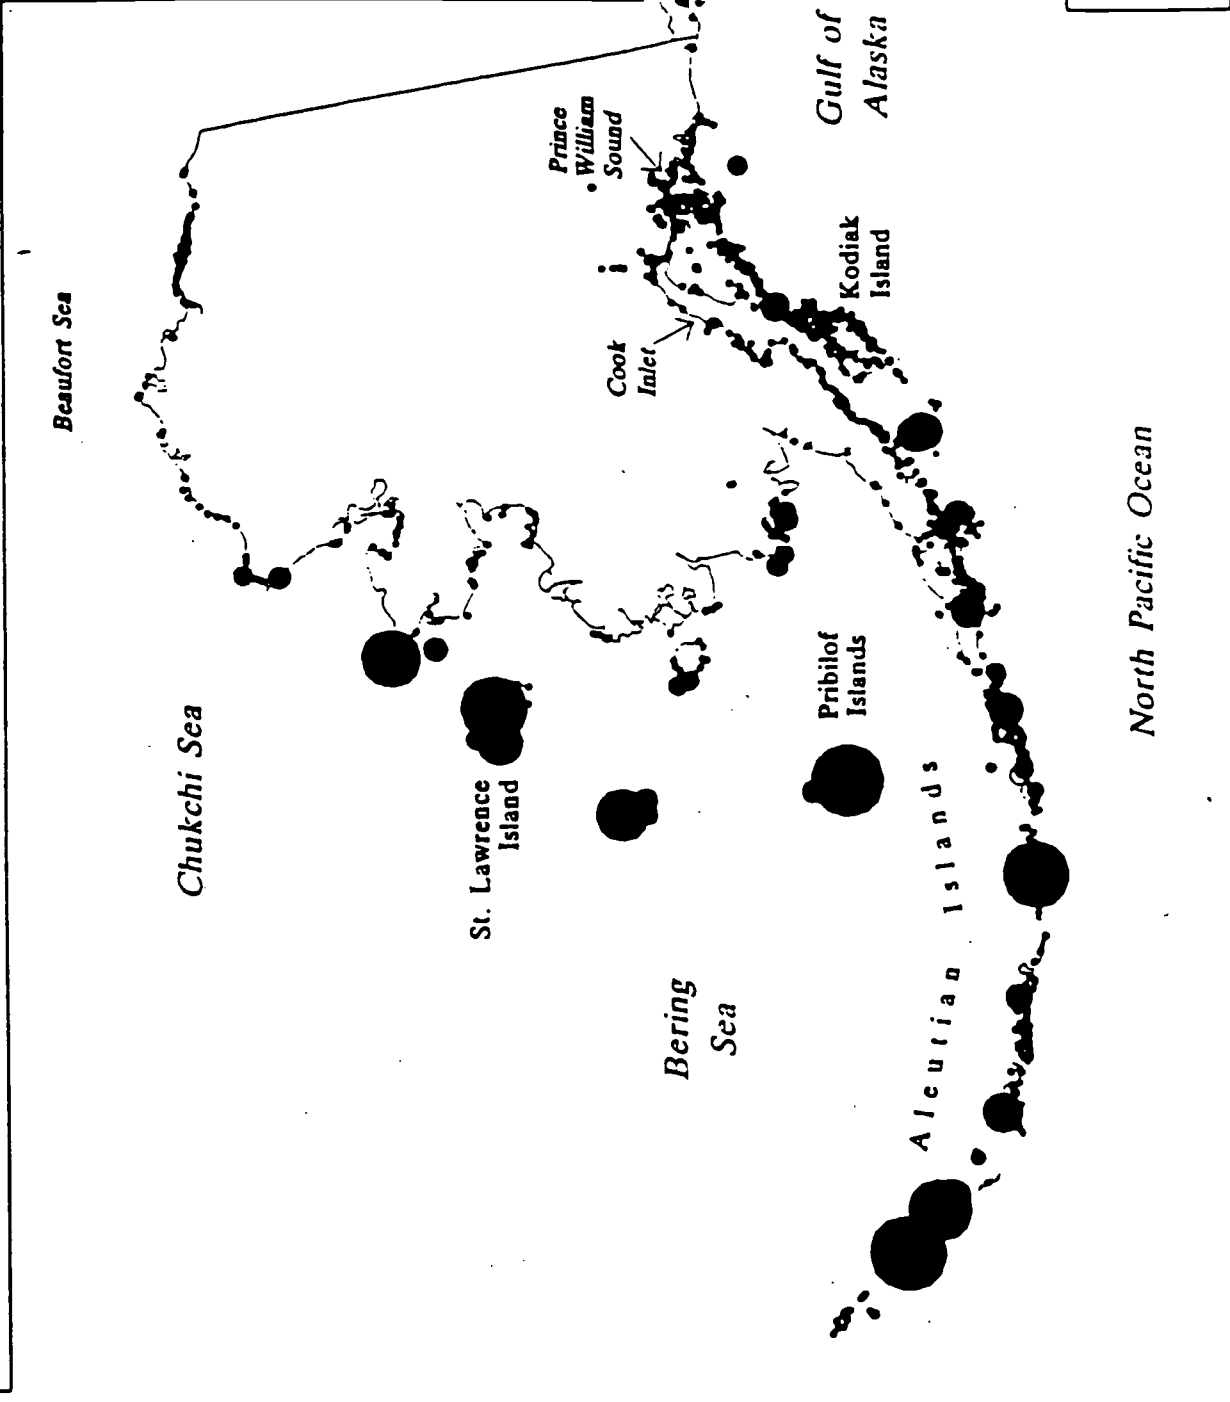 Beaufort Sea
Chukchi Sea
Prince
William
Sound
Gulf of
Alaska
Cook
Inlet
Kodiak
Island
St. Lawrence
Island
Pribilof
Islands
Bering
Sea
Aleutian Islands
North Pacific Ocean